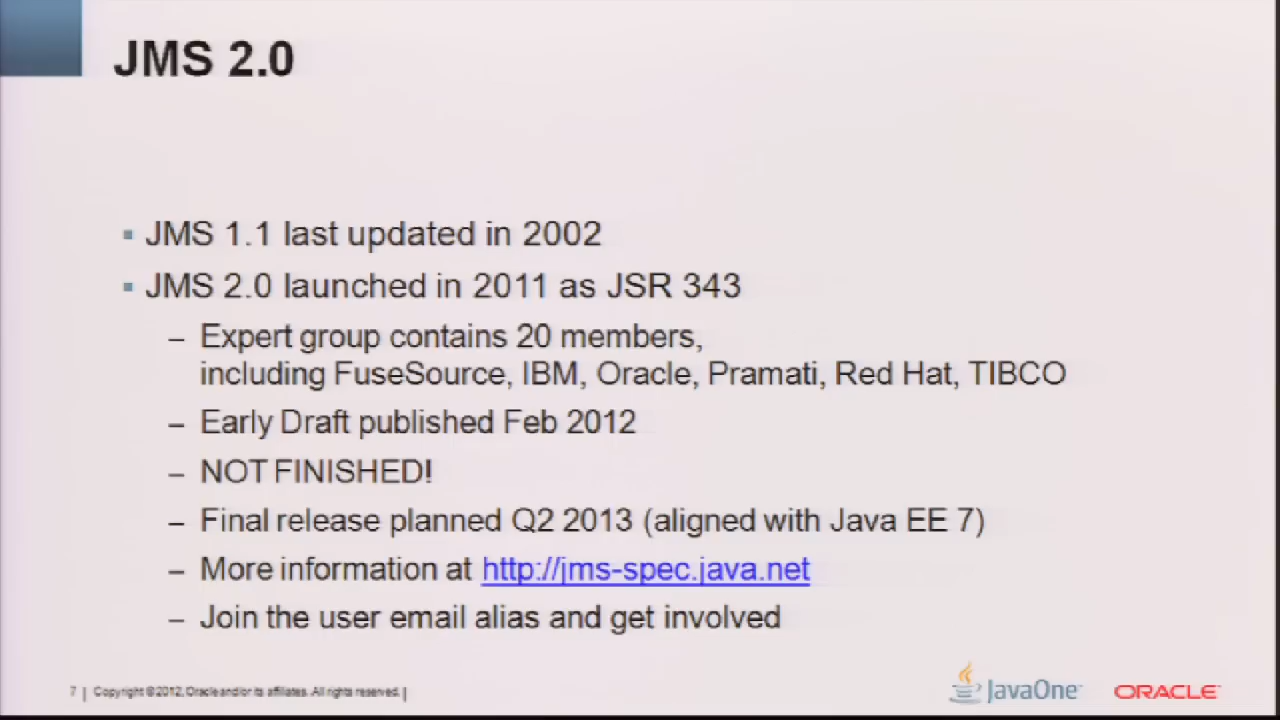 JMS 2.0
▪ JMS 1.1 last updated in 2002
▪ JMS 2.0 launched in 2011 as JSR 343
– Expert group contains 20 members,
including FuseSource, IBM, Oracle, Pramati, Red Hat, TIBCO
– Early Draft published Feb 2012
– NOT FINISHED!
– Final release planned Q2 2013 (aligned with Java EE 7)
– More information at http://jms-spec.java.net
– Join the user email alias and get involved
7 | Copyright © 2012, Oracle and/or its affiliates. All rights reserved. |
JavaOne™ ORACLE